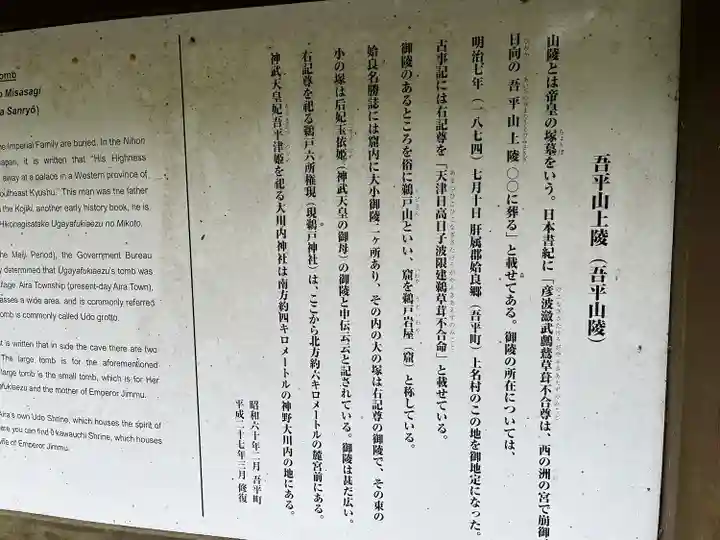 吾平山上陵（吾平山陵）
山陵とは帝皇の塚墓をいう。日本書紀に「彦波瀲武鸕鶿草葺不合尊は、西の洲の宮で崩御
日向の吾平山上陵〇〇に葬る」と載せてある。御陵の所在については、
明治七年（一八七四）七月十日 肝属郡姶良郷（吾平町）上名村のこの地を御地定になった。
古事記には右記尊を「天津日高日子波限建鵜草葺不合命」と載せている。
御陵のあるところを俗に鵜戸山といい、窟を鵜戸岩屋（窟）と称している。
姶良名勝誌には窟内に大小御陵二ヶ所あり、その内の大の塚は右記尊の御陵で、その東の
小の塚は后妃玉依姫（神武天皇の御母）の御陵と申伝云云と記されている。御陵は甚だ広い。
右記尊を祀る鵜戸六所権現（現鵜戸神社）は、ここから北方約六キロメートルの麓宮前にある。
神武天皇妃吾平津姫を祀る大川内神社は南方約四キロメートルの神野大川内の地にある。
昭和六十年二月 吾平町
平成二十七年三月 修復
omb
o Misasagi
a Sanryō)
e Imperial Family are buried. In the Nihon
apan, it is written that "His Highness
away at a palace in a Western province of
outheast Kyushu." This man was the father
the Kojiki, another early history book, he is
Hikonagisatake Ugayafukiaezu no Mikoto.
he Meiji Period), the Government Bureau
ly determined that Ugayafukiaezu's tomb was
llage, Aira Township (present-day Aira Town).
asses a wide area, and is commonly referred
omb is commonly called Udo grotto.
t is written that in side the cave there are two
The large tomb is for the aforementioned
large tomb is the small tomb, which is for Her
afukiaezu and the mother of Emperor Jimmu.
Aira's own Udo Shrine, which houses the spirit of
ere you can find Ōkawauchi Shrine, which houses
wife of Emperor Jimmu.